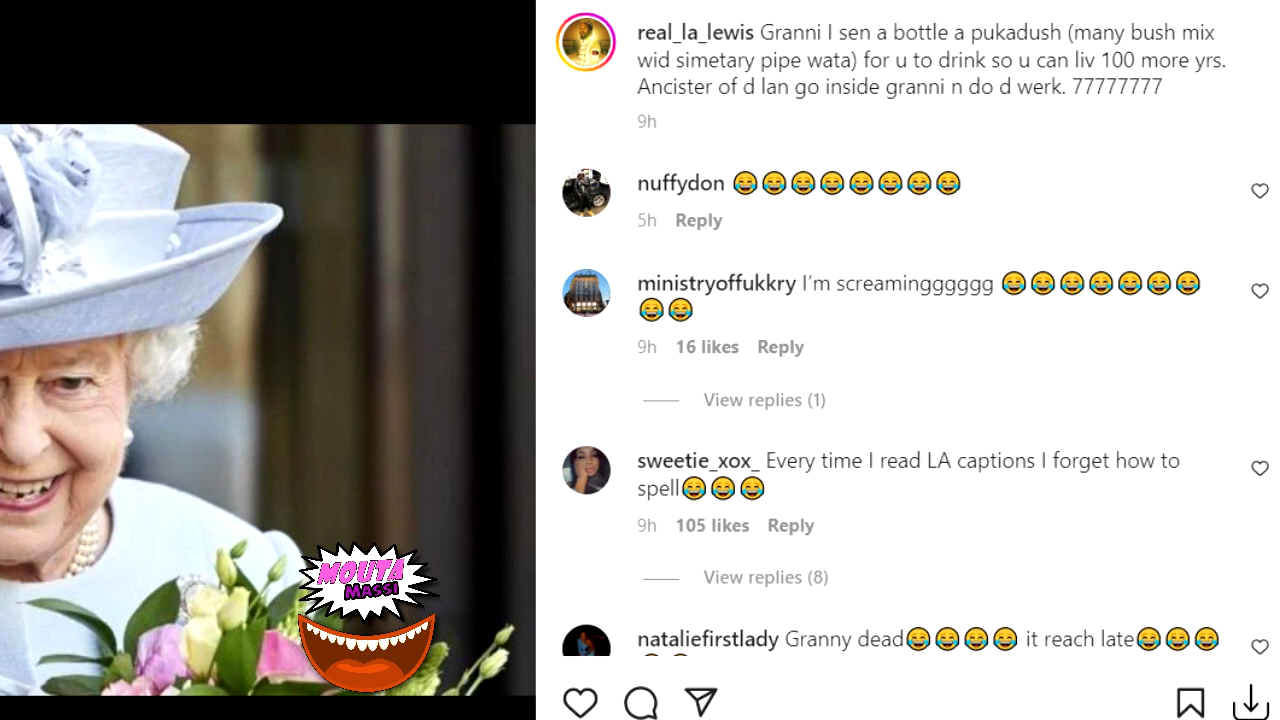 real_la_lewis Granni I sen a bottle a pukadush (many bush mix
wid simetary pipe wata) for u to drink so u can liv 100 more yrs.
Ancister of d lan go inside granni n do d werk. 77777777
9h
nuffydon 😂😂😂😂😂😂😂😂
5h Reply
ministryoffukkry I'm screamingggggg 😂😂😂😂😂😂😂
😂😂
9h 16 likes Reply
View replies (1)
sweetie_xox_ Every time I read LA captions I forget how to
spell😂😂😂
9h 105 likes Reply
View replies (8)
nataliefirstlady Granny dead😂😂😂😂 it reach late😂😂😂
MOUTA
MASSI